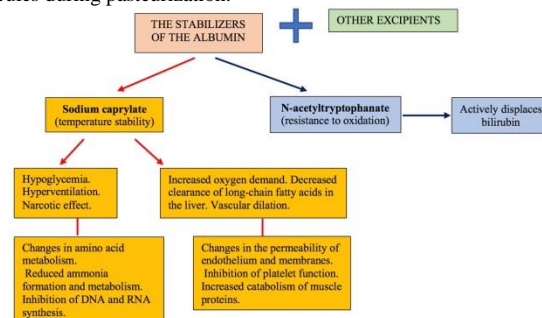 during pasteurization.
THE STABILIZERS
OF THE ALBUMIN
OTHER EXCIPIENTS
Sodium caprylate
(temperature stability)
N-acetyltryptophanate
(resistance to oxidation)
Actively displaces
bilirubin
Hypoglycemia.
Hyperventilation.
Narcotic effect.
Increased oxygen demand. Decreased
clearance of long-chain fatty acids in
the liver. Vascular dilation.
Changes in amino acid
metabolism.
Reduced ammonia
formation and metabolism.
Inhibition of DNA and RNA
synthesis.
Changes in the permeability of
endothelium and membranes.
Inhibition of platelet function.
Increased catabolism of muscle
proteins.